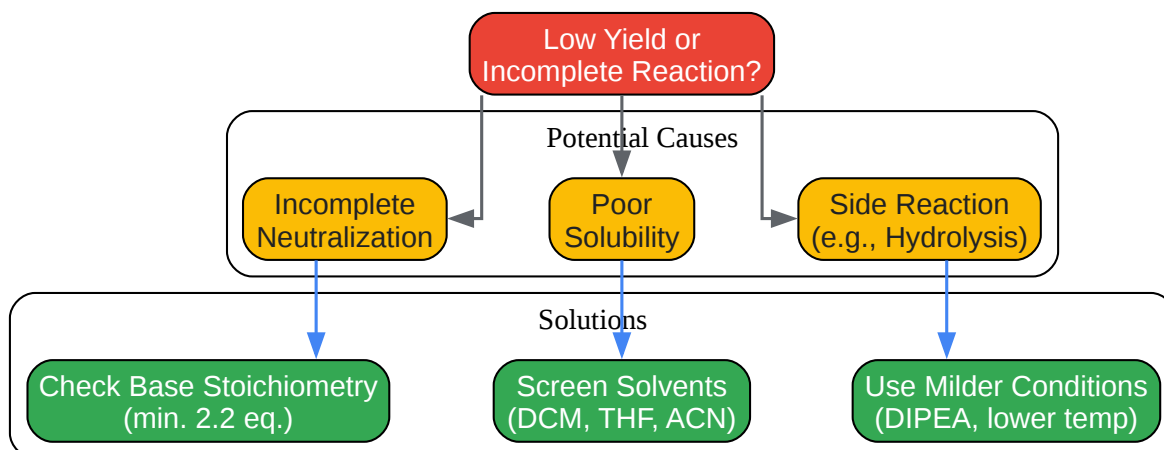 Low Yield or
Incomplete Reaction?
Potential Causes
Incomplete
Neutralization
Poor
Solubility
Side Reaction
(e.g., Hydrolysis)
Solutions
Check Base Stoichiometry
(min. 2.2 eq.)
Screen Solvents
(DCM, THF, ACN)
Use Milder Conditions
(DIPEA, lower temp)